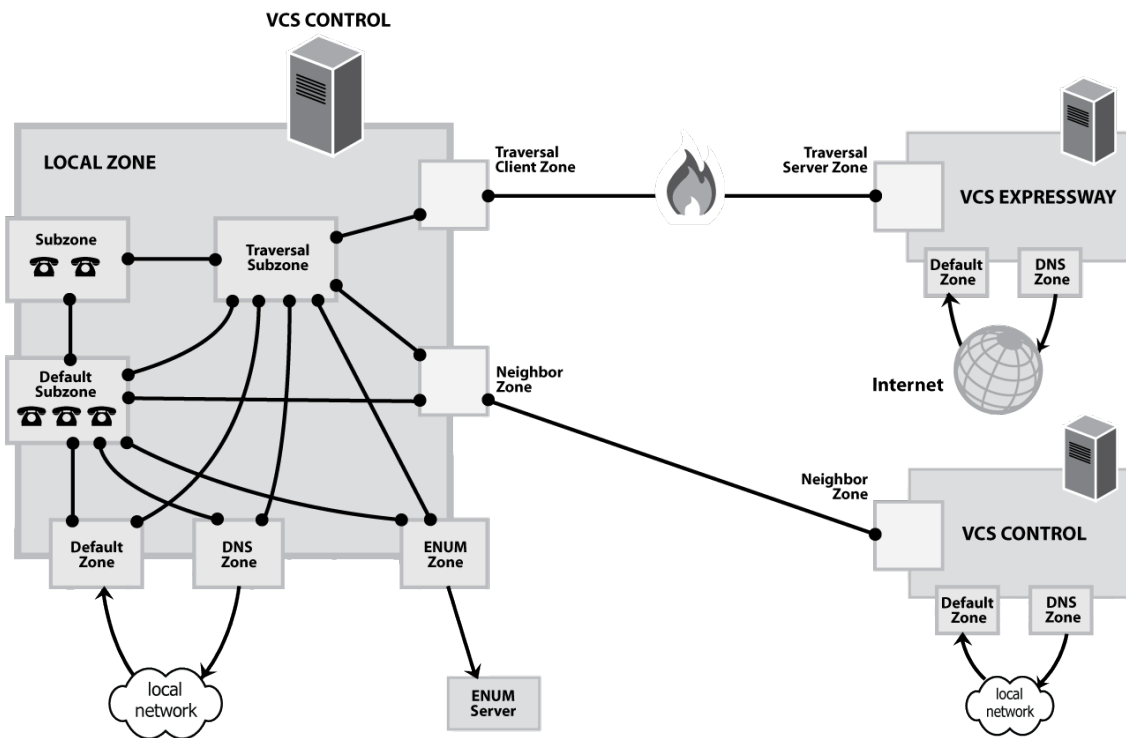 VCS CONTROL
LOCAL ZONE
Traversal
Client Zone
Traversal
Server Zone
VCS EXPRESSWAY
Subzone
Traversal
Subzone
Default
Zone
DNS
Zone
Internet
Default
Subzone
Neighbor
Zone
Neighbor
Zone
VCS CONTROL
Default
Zone
DNS
Zone
ENUM
Zone
Default
Zone
DNS
Zone
local
network
ENUM
Server
local
network